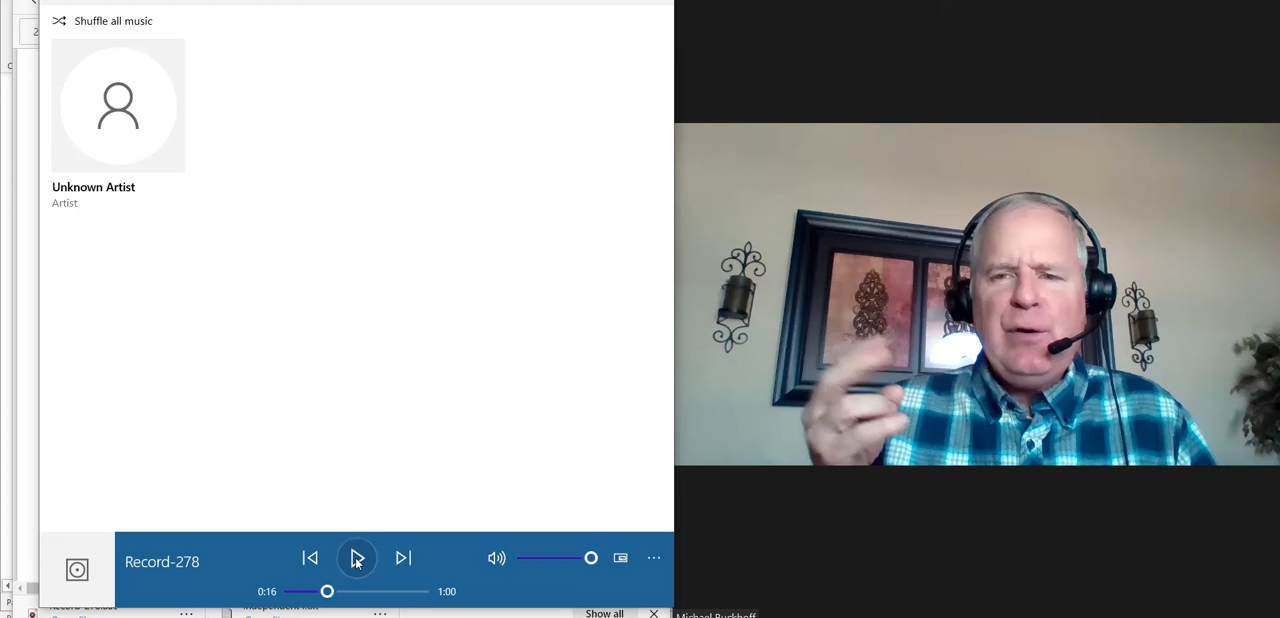 Shuffle all music
Unknown Artist
Artist
Record-278
0:16
1:00
Show all